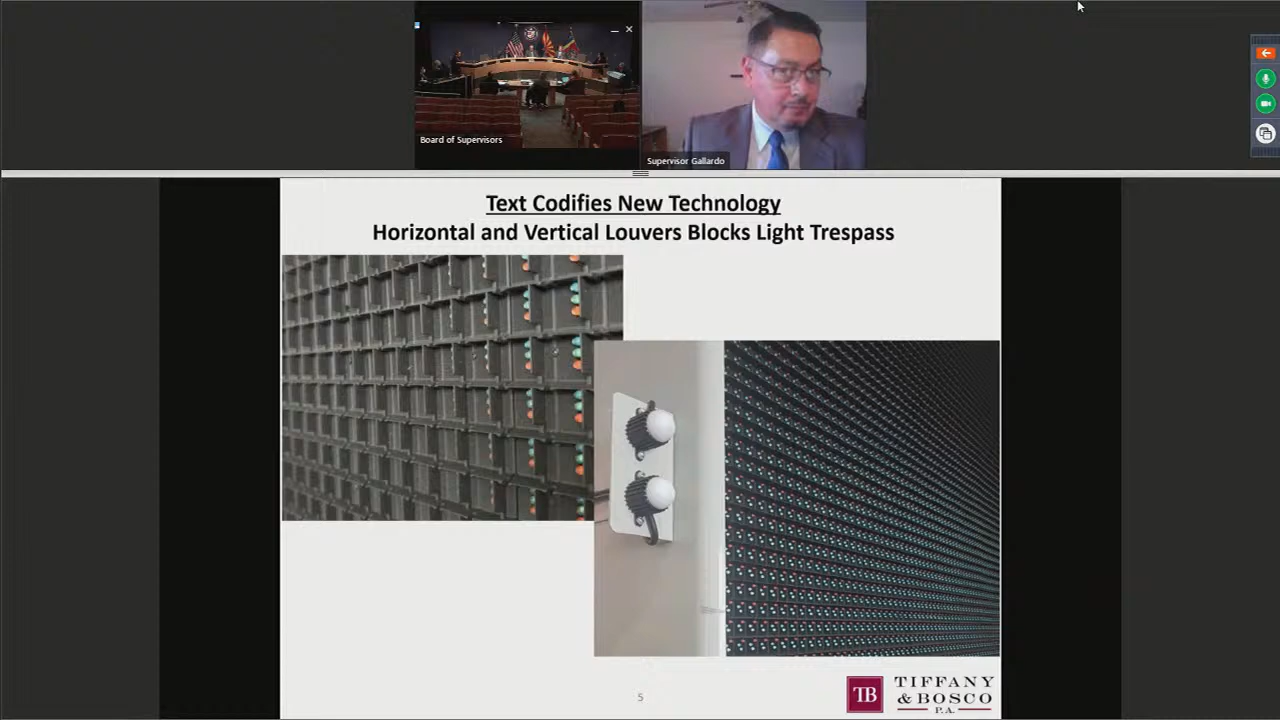 Board of Supervisors
Supervisor Gallardo
Text Codifies New Technology
Horizontal and Vertical Louvers Blocks Light Trespass
5
TB
TIFFANY
& BOSCO
P.A.